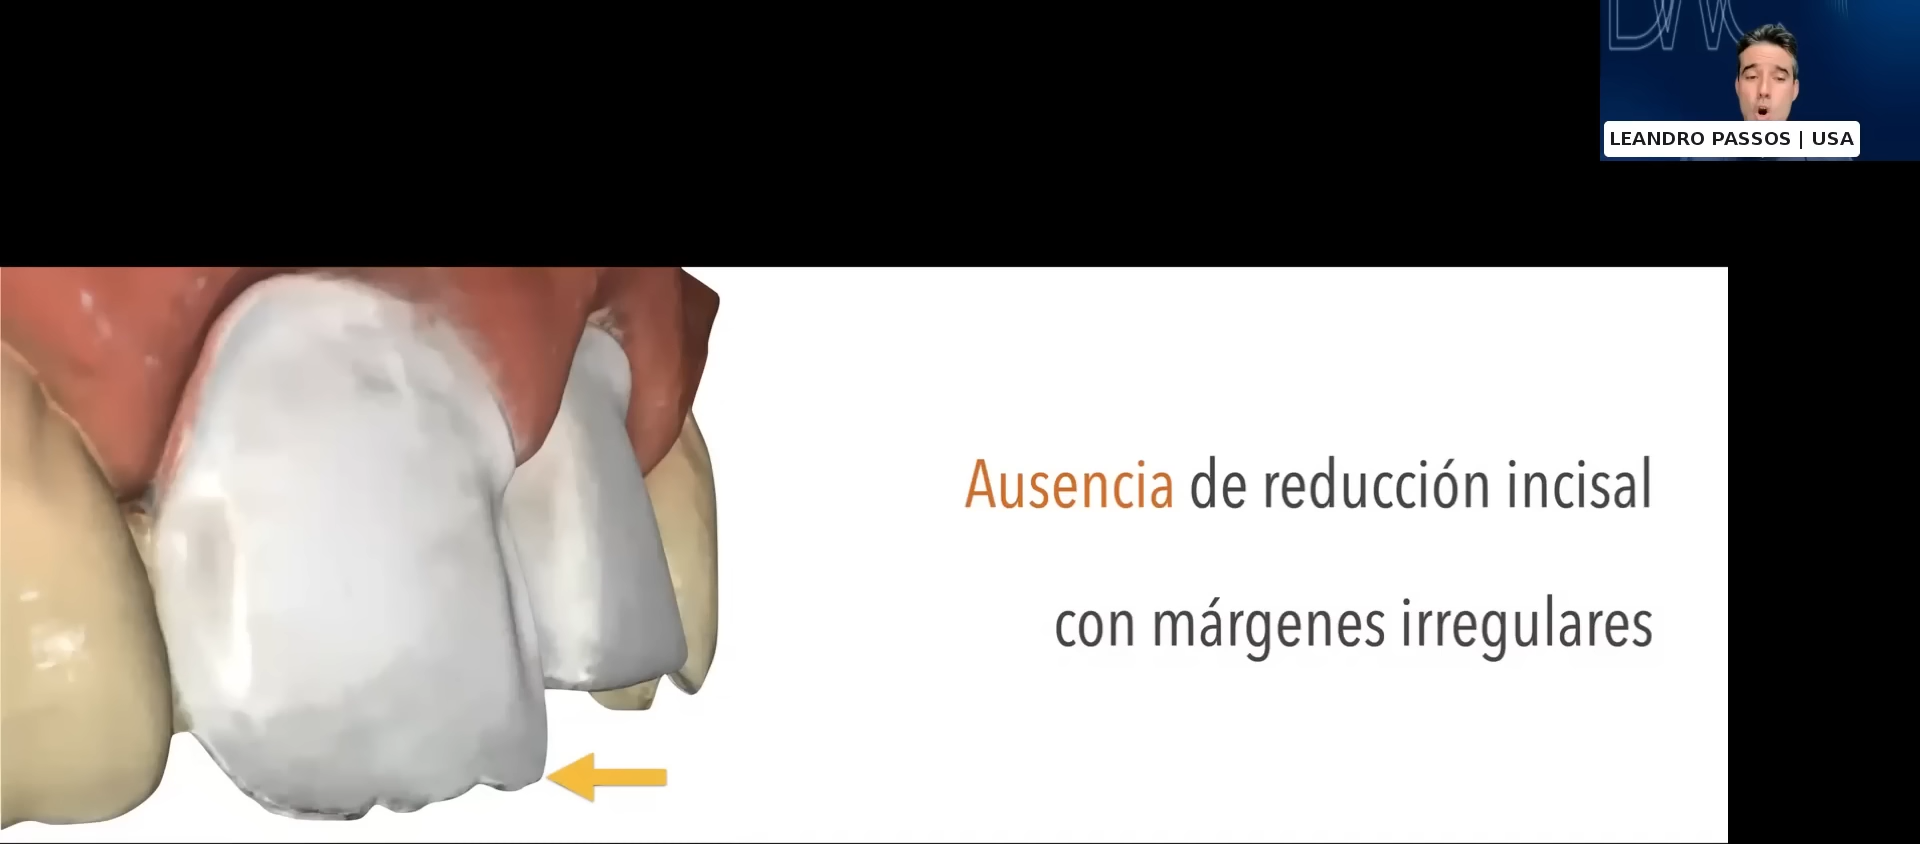 LEANDRO PASSOS | USA
Ausencia de reducción incisal
con márgenes irregulares